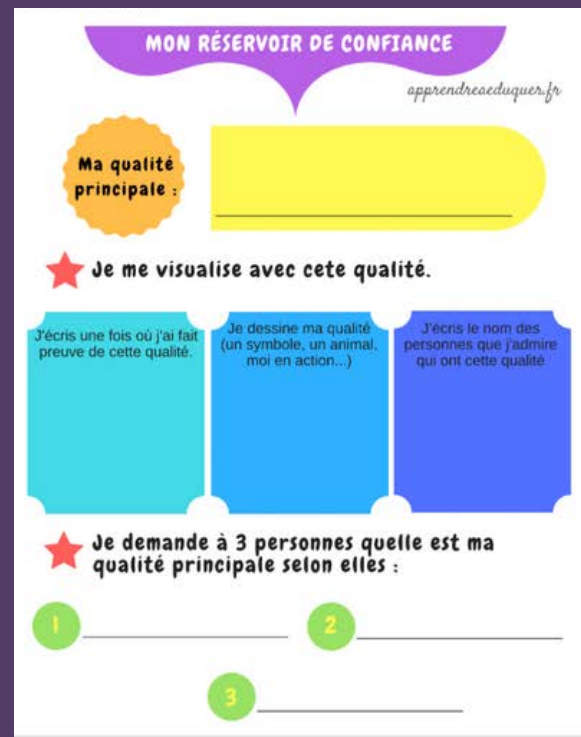 MON RÉSERVOIR DE CONFIANCE
apprendreaeduquer.fr
Ma qualité
principale :
Je me visualise avec cete qualité.
J'écris une fois où j'ai fait
preuve de cette qualité.
Je dessine ma qualité
(un symbole, un animal,
moi en action...)
J'écris le nom des
personnes que j'admire
qui ont cette qualité
Je demande à 3 personnes quelle est ma
qualité principale selon elles :
1
2
3